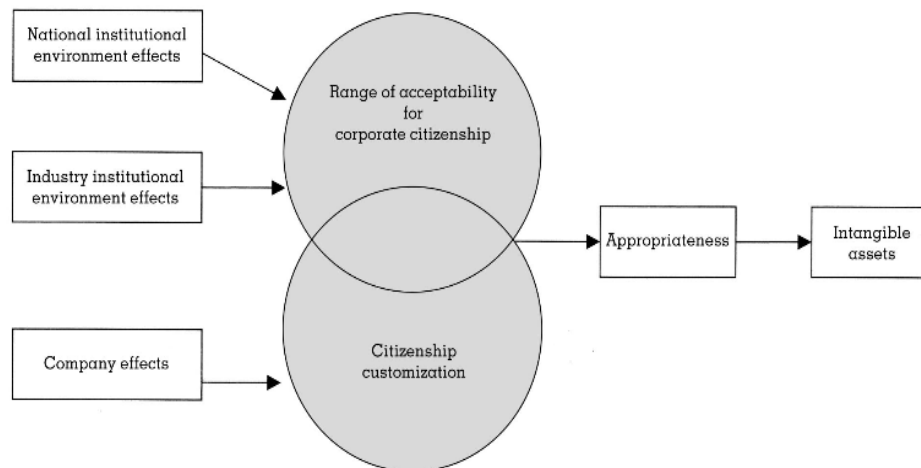 National institutional
environment effects
Range of acceptability
for
corporate citizenship
Industry institutional
environment effects
Appropriateness
Intangible
assets
Company effects
Citizenship
customization